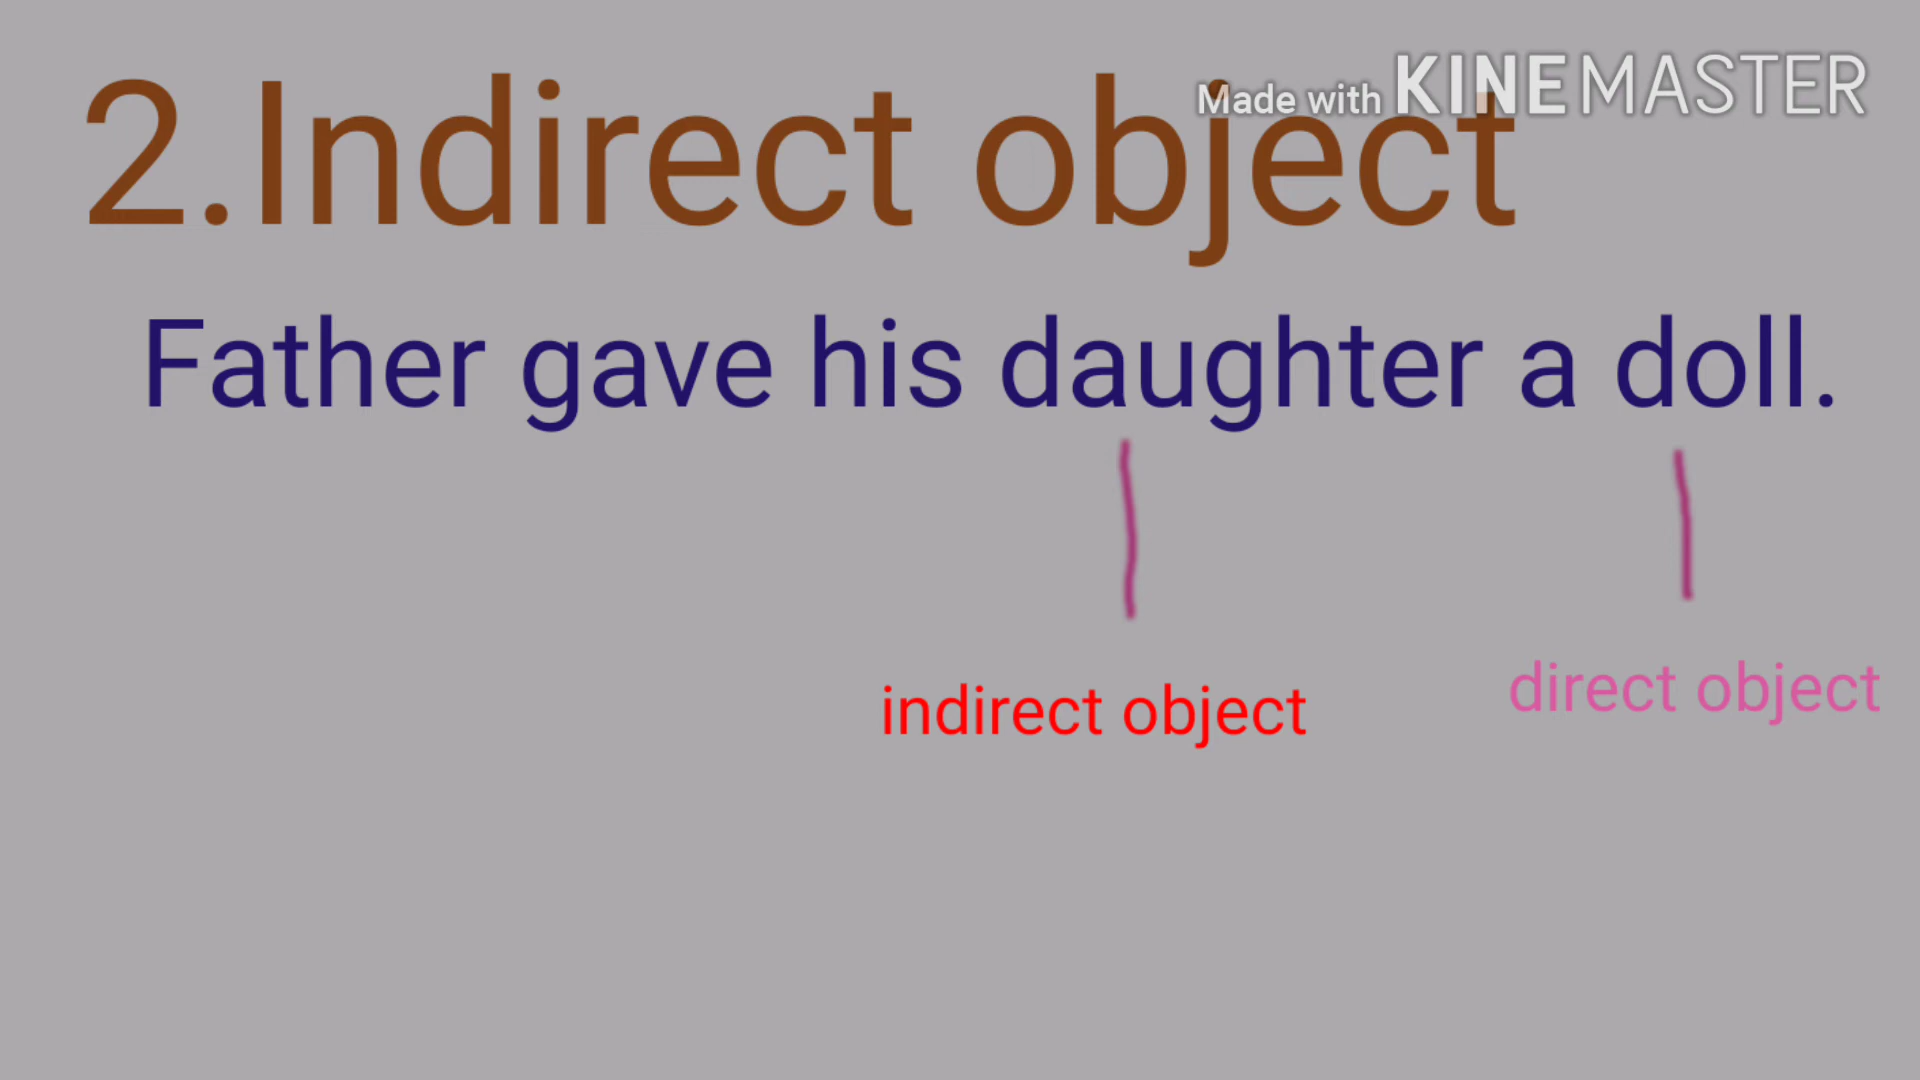 Made with KINEMASTER
2.Indirect object
Father gave his daughter a doll.
indirect object
direct object